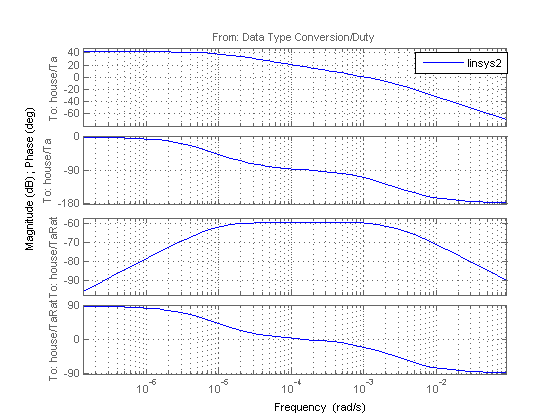 From: Data Type Conversion/Duty
linsys2
Magnitude (dB) ; Phase (deg)
To: house/Ta
40
20
0
-20
-40
-60
To: house/Ta
0
-90
-180
To: house/TaRat
-60
-70
-80
-90
To: house/TaRat
90
0
-90
10^-6 10^-5 10^-4 10^-3 10^-2
Frequency (rad/s)